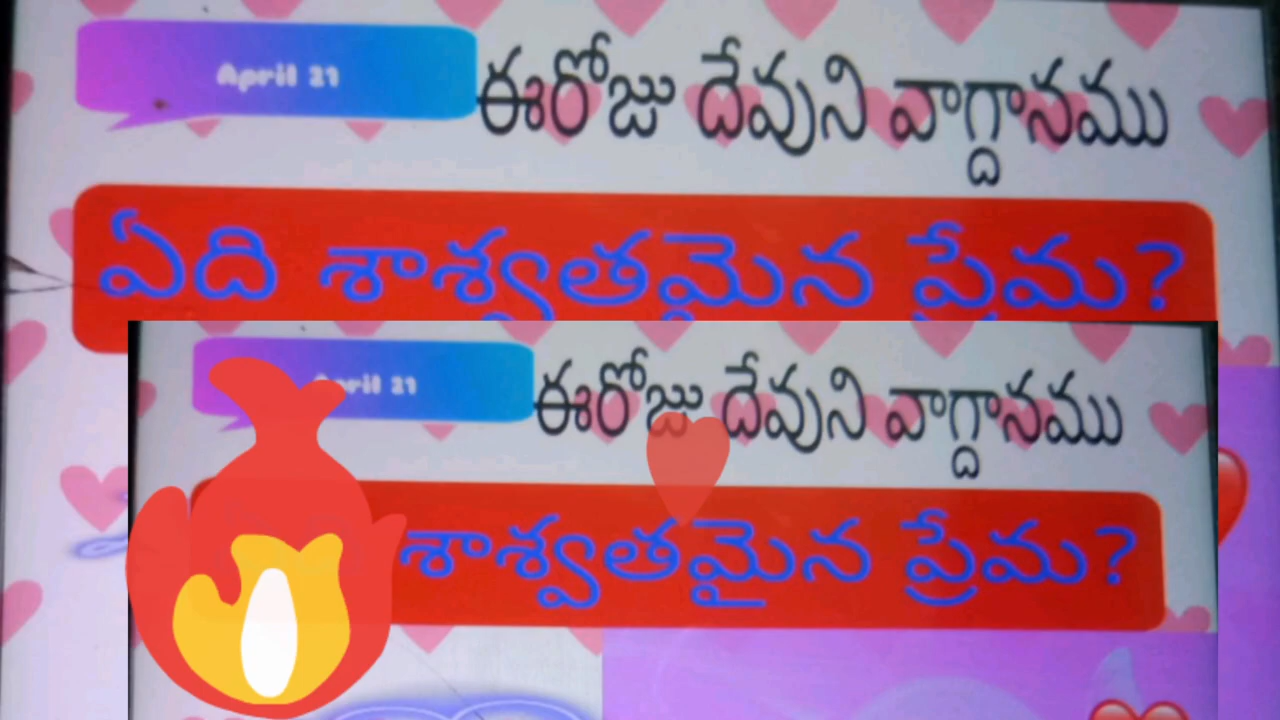 April 21
ఈరోజు దేవుని వాగ్దానము
ఏది శాశ్వతమైన ప్రేమ?
April 21
ఈరోజు దేవుని వాగ్దానము
శాశ్వతమైన ప్రేమ?